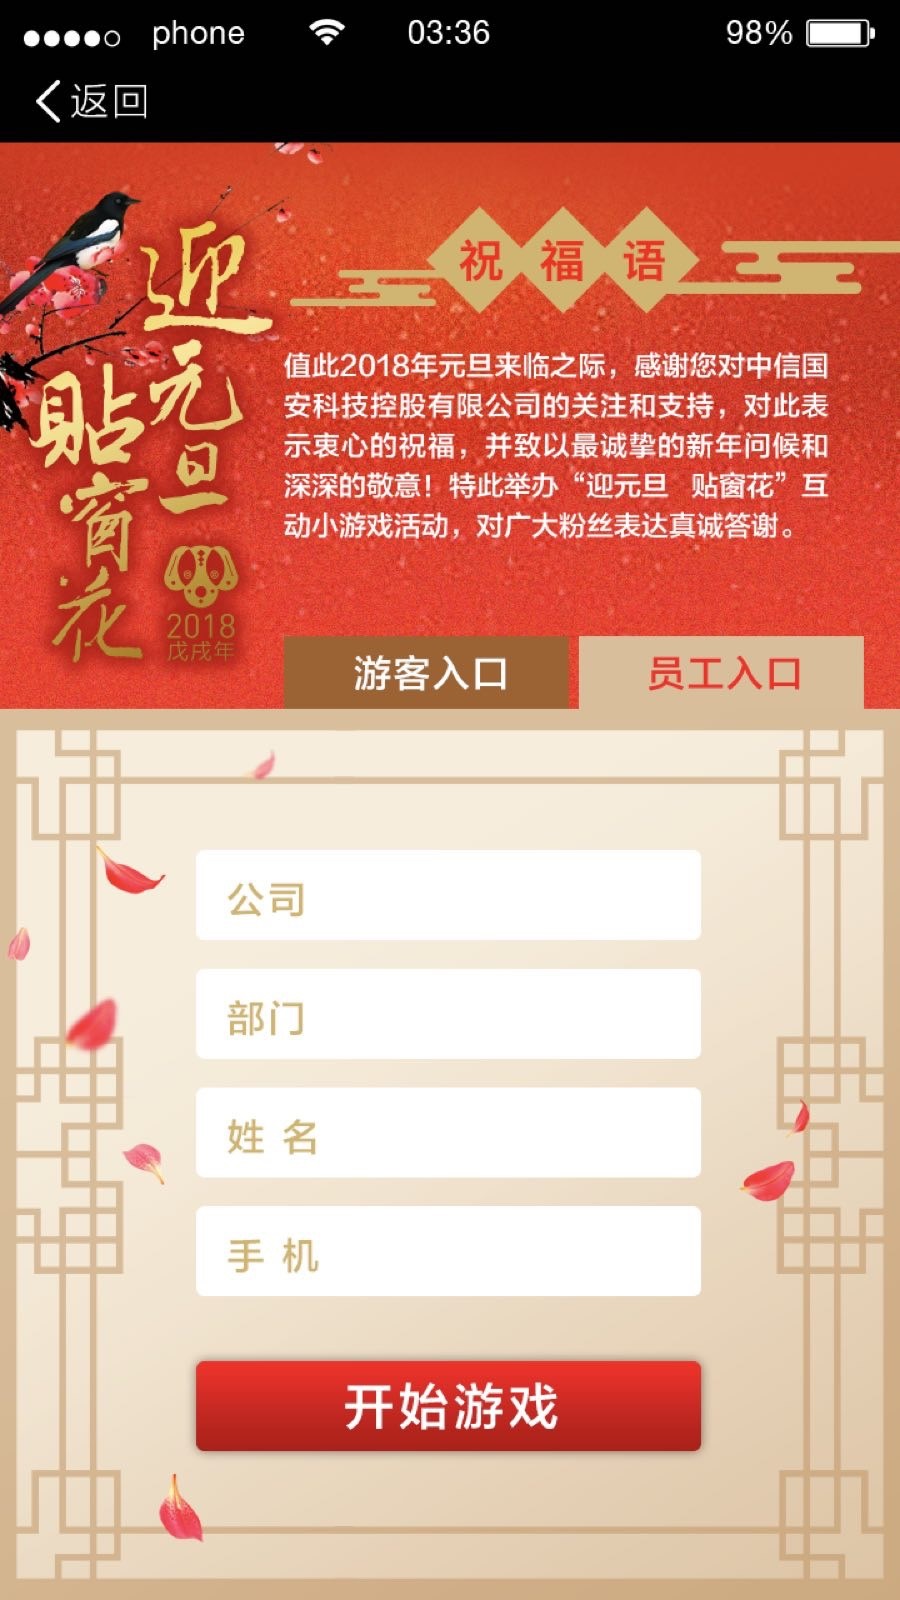 phone 03:36 98%
返回
迎元旦
貼窗花
2018
戊戌年
祝福语
值此2018年元旦来临之际，感谢您对中信国
安科技控股有限公司的关注和支持，对此表
示衷心的祝福，并致以最诚挚的新年问候和
深深的敬意！特此举办“迎元旦 贴窗花”互
动小游戏活动，对广大粉丝表达真诚答谢。
游客入口 员工入口
公司
部门
姓 名
手 机
开始游戏